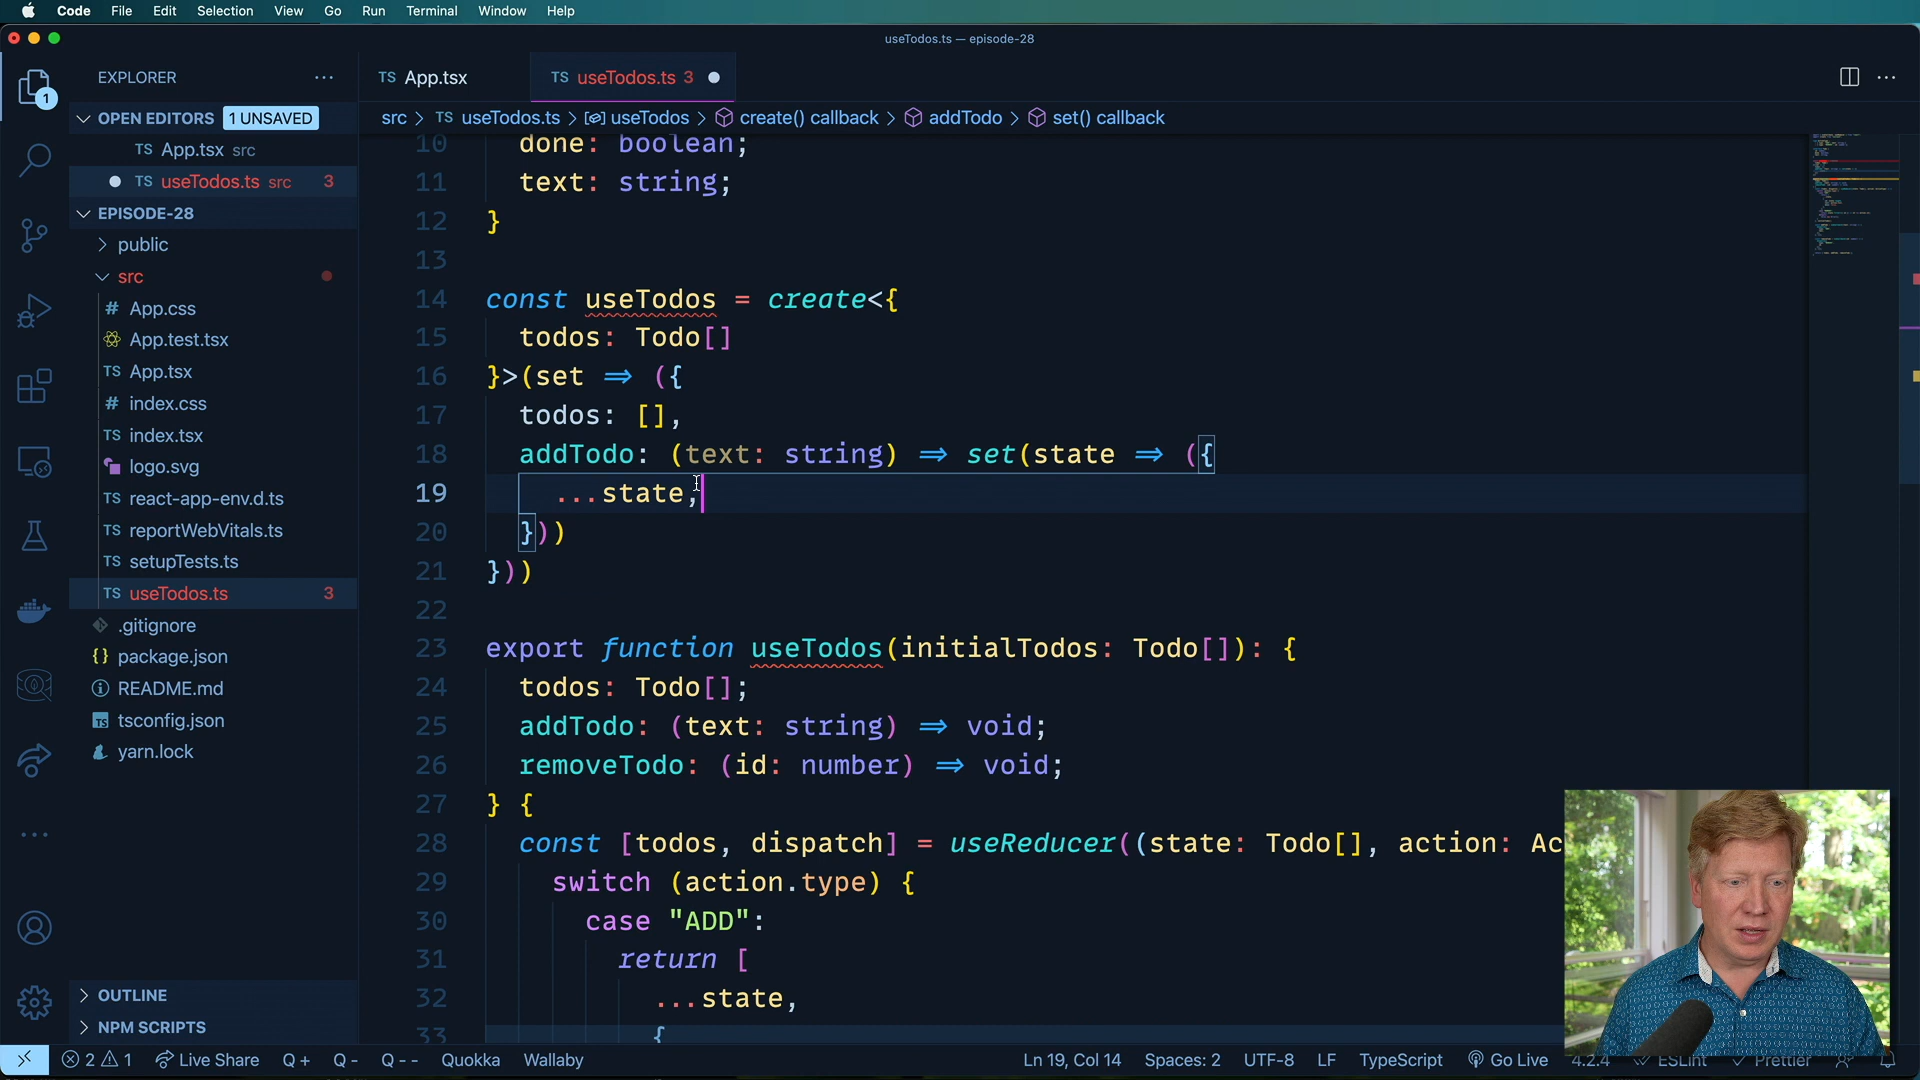 Code File Edit Selection View Go Run Terminal Window Help
useTodos.ts — episode-28
EXPLORER
OPEN EDITORS 1 UNSAVED
TS App.tsx src
TS useTodos.ts src 3
EPISODE-28
public
src
# App.css
App.test.tsx
TS App.tsx
# index.css
TS index.tsx
logo.svg
TS react-app-env.d.ts
TS reportWebVitals.ts
TS setupTests.ts
TS useTodos.ts 3
.gitignore
{} package.json
README.md
TS tsconfig.json
yarn.lock
OUTLINE
NPM SCRIPTS
1
TS App.tsx
TS useTodos.ts 3
src > TS useTodos.ts > useTodos > create() callback > addTodo > set() callback
10 done: boolean;
11 text: string;
12 }
13
14 const useTodos = create<{
15 todos: Todo[]
16 }>(set => ({
17 todos: [],
18 addTodo: (text: string) => set(state => ({
19 ...state,
20 }))
21 }))
22
23 export function useTodos(initialTodos: Todo[]): {
24 todos: Todo[];
25 addTodo: (text: string) => void;
26 removeTodo: (id: number) => void;
27 } {
28 const [todos, dispatch] = useReducer((state: Todo[], action: Ac
29 switch (action.type) {
30 case "ADD":
31 return [
32 ...state,
33 {
2 1 Live Share Q + Q - Q -- Quokka Wallaby Ln 19, Col 14 Spaces: 2 UTF-8 LF TypeScript Go Live 4.2.4 ESLint Prettier